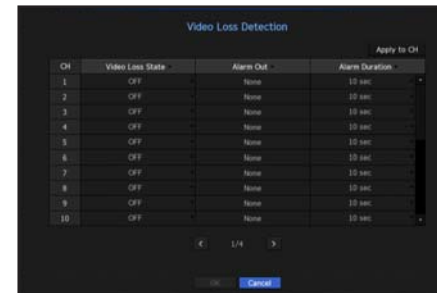 Video Loss Detection
Apply to CH
CH Video Loss State Alarm Out Alarm Duration
1 OFF None 10 sec
2 OFF None 10 sec
3 OFF None 10 sec
4 OFF None 10 sec
5 OFF None 10 sec
6 OFF None 10 sec
7 OFF None 10 sec
8 OFF None 10 sec
9 OFF None 10 sec
10 OFF None 10 sec
< 1/4 >
OK Cancel